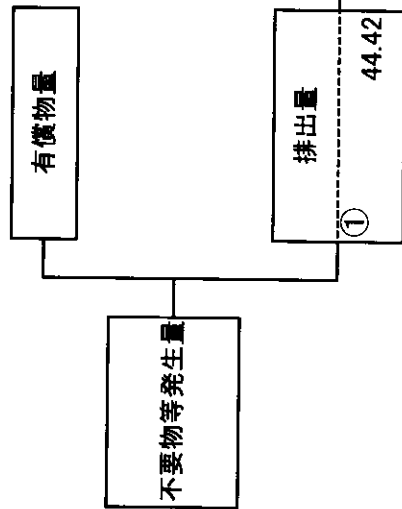 有償物量
不要物等発生量
排出量
①
44.42